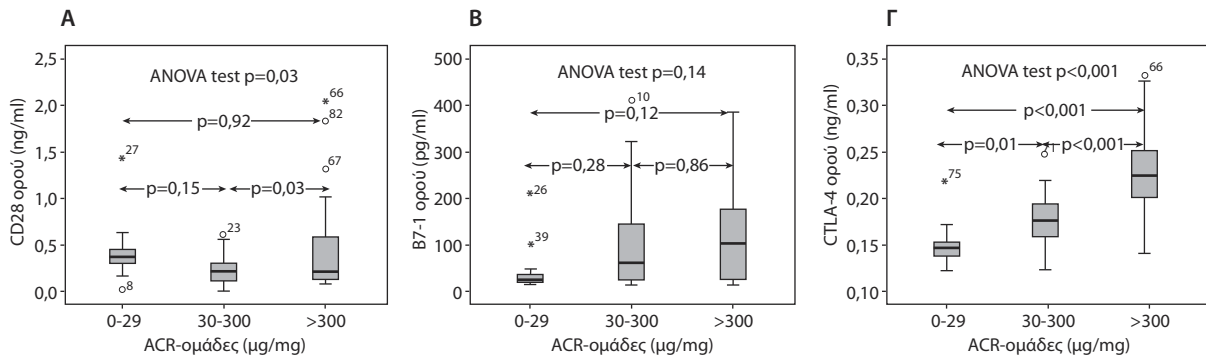 Α
CD28 ορού (ng/ml)
2,5
2,0
1,5
1,0
0,5
0,0
ANOVA test p=0,03
*66
82
p=0,92
*27
67
p=0,15
p=0,03
23
8
0-29
30-300
>300
ACR-ομάδες (μg/mg)
Β
B7-1 ορού (pg/ml)
500
400
300
200
100
0
ANOVA test p=0,14
10
p=0,12
p=0,28
p=0,86
*26
*39
0-29
30-300
>300
ACR-ομάδες (μg/mg)
Γ
CTLA-4 ορού (ng/ml)
0,35
0,30
0,25
0,20
0,15
0,10
ANOVA test p<0,001
66
p<0,001
p=0,01
p<0,001
*75
0-29
30-300
>300
ACR-ομάδες (μg/mg)